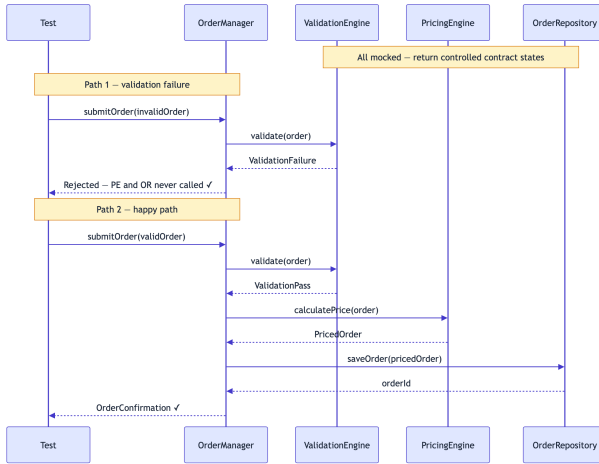 Test
OrderManager
ValidationEngine
PricingEngine
OrderRepository
All mocked — return controlled contract states
Path 1 — validation failure
submitOrder(invalidOrder)
validate(order)
ValidationFailure
Rejected — PE and OR never called ✓
Path 2 — happy path
submitOrder(validOrder)
validate(order)
ValidationPass
calculatePrice(order)
PricedOrder
saveOrder(pricedOrder)
orderId
OrderConfirmation ✓
Test
OrderManager
ValidationEngine
PricingEngine
OrderRepository